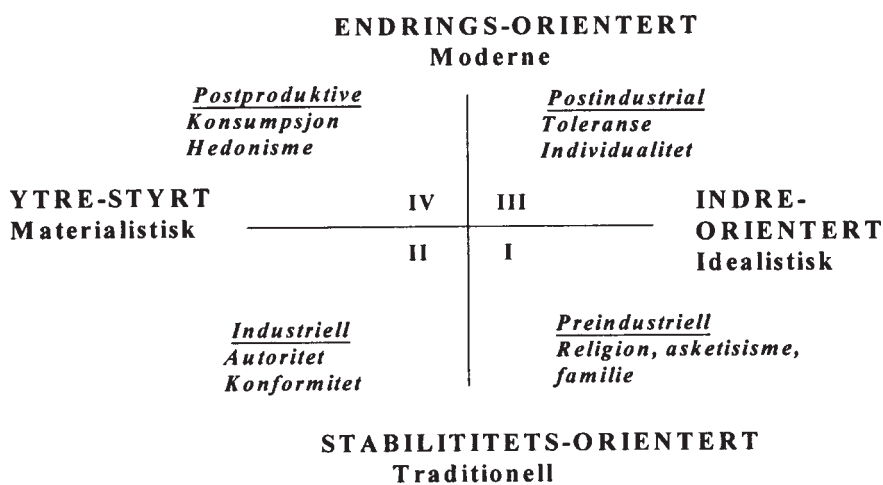 ENDRINGS-ORIENTERT
Moderne
Postproduktive
Konsumpsjon
Hedonisme
Postindustrial
Toleranse
Individualitet
YTRE-STYRT
Materialistisk
IV
III
INDRE-
ORIENTERT
Idealistisk
II
I
Industriell
Autoritet
Konformitet
Preindustriell
Religion, asketisisme,
familie
STABILITITETS-ORIENTERT
Traditionell